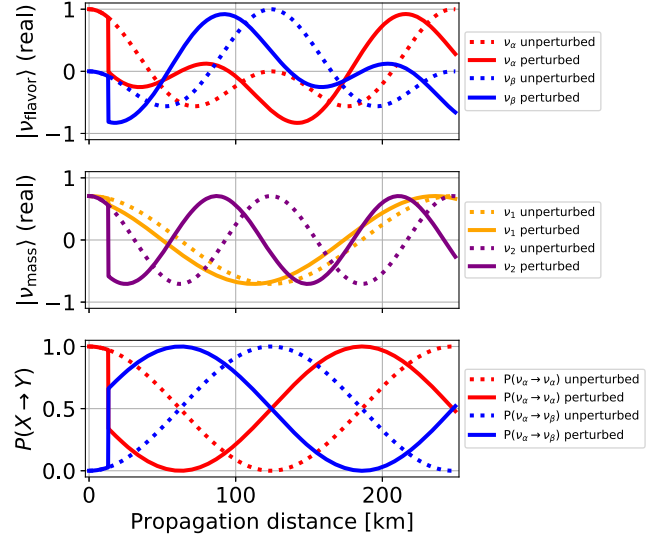 1
0
−1
|ν_flavor⟩ (real)
ν_α unperturbed
ν_α perturbed
ν_β unperturbed
ν_β perturbed
1
0
−1
|ν_mass⟩ (real)
ν_1 unperturbed
ν_1 perturbed
ν_2 unperturbed
ν_2 perturbed
1.0
0.5
0.0
P(X → Y)
P(ν_α → ν_α) unperturbed
P(ν_α → ν_α) perturbed
P(ν_α → ν_β) unperturbed
P(ν_α → ν_β) perturbed
0 100 200
Propagation distance [km]